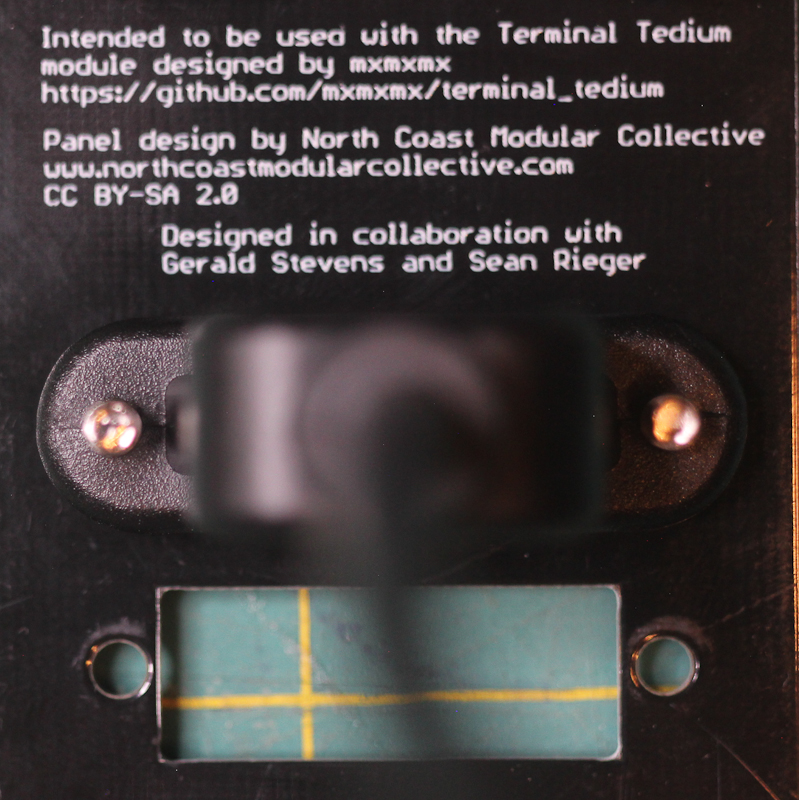 Intended to be used with the Terminal Tedium
module designed by mxmxmx
https://github.com/mxmxmx/terminal_tedium
Panel design by North Coast Modular Collective
www.northcoastmodularcollective.com
CC BY-SA 2.0
Designed in collaboration with
Gerald Stevens and Sean Rieger